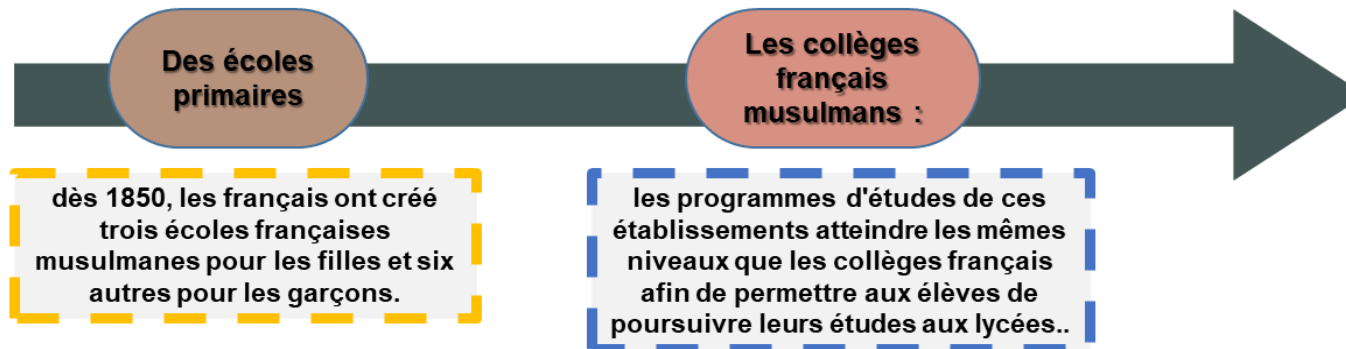 Des écoles
primaires
dès 1850, les français ont créé
trois écoles françaises
musulmanes pour les filles et six
autres pour les garçons.
Les collèges
français
musulmans :
les programmes d'études de ces
établissements atteindre les mêmes
niveaux que les collèges français
afin de permettre aux élèves de
poursuivre leurs études aux lycées..